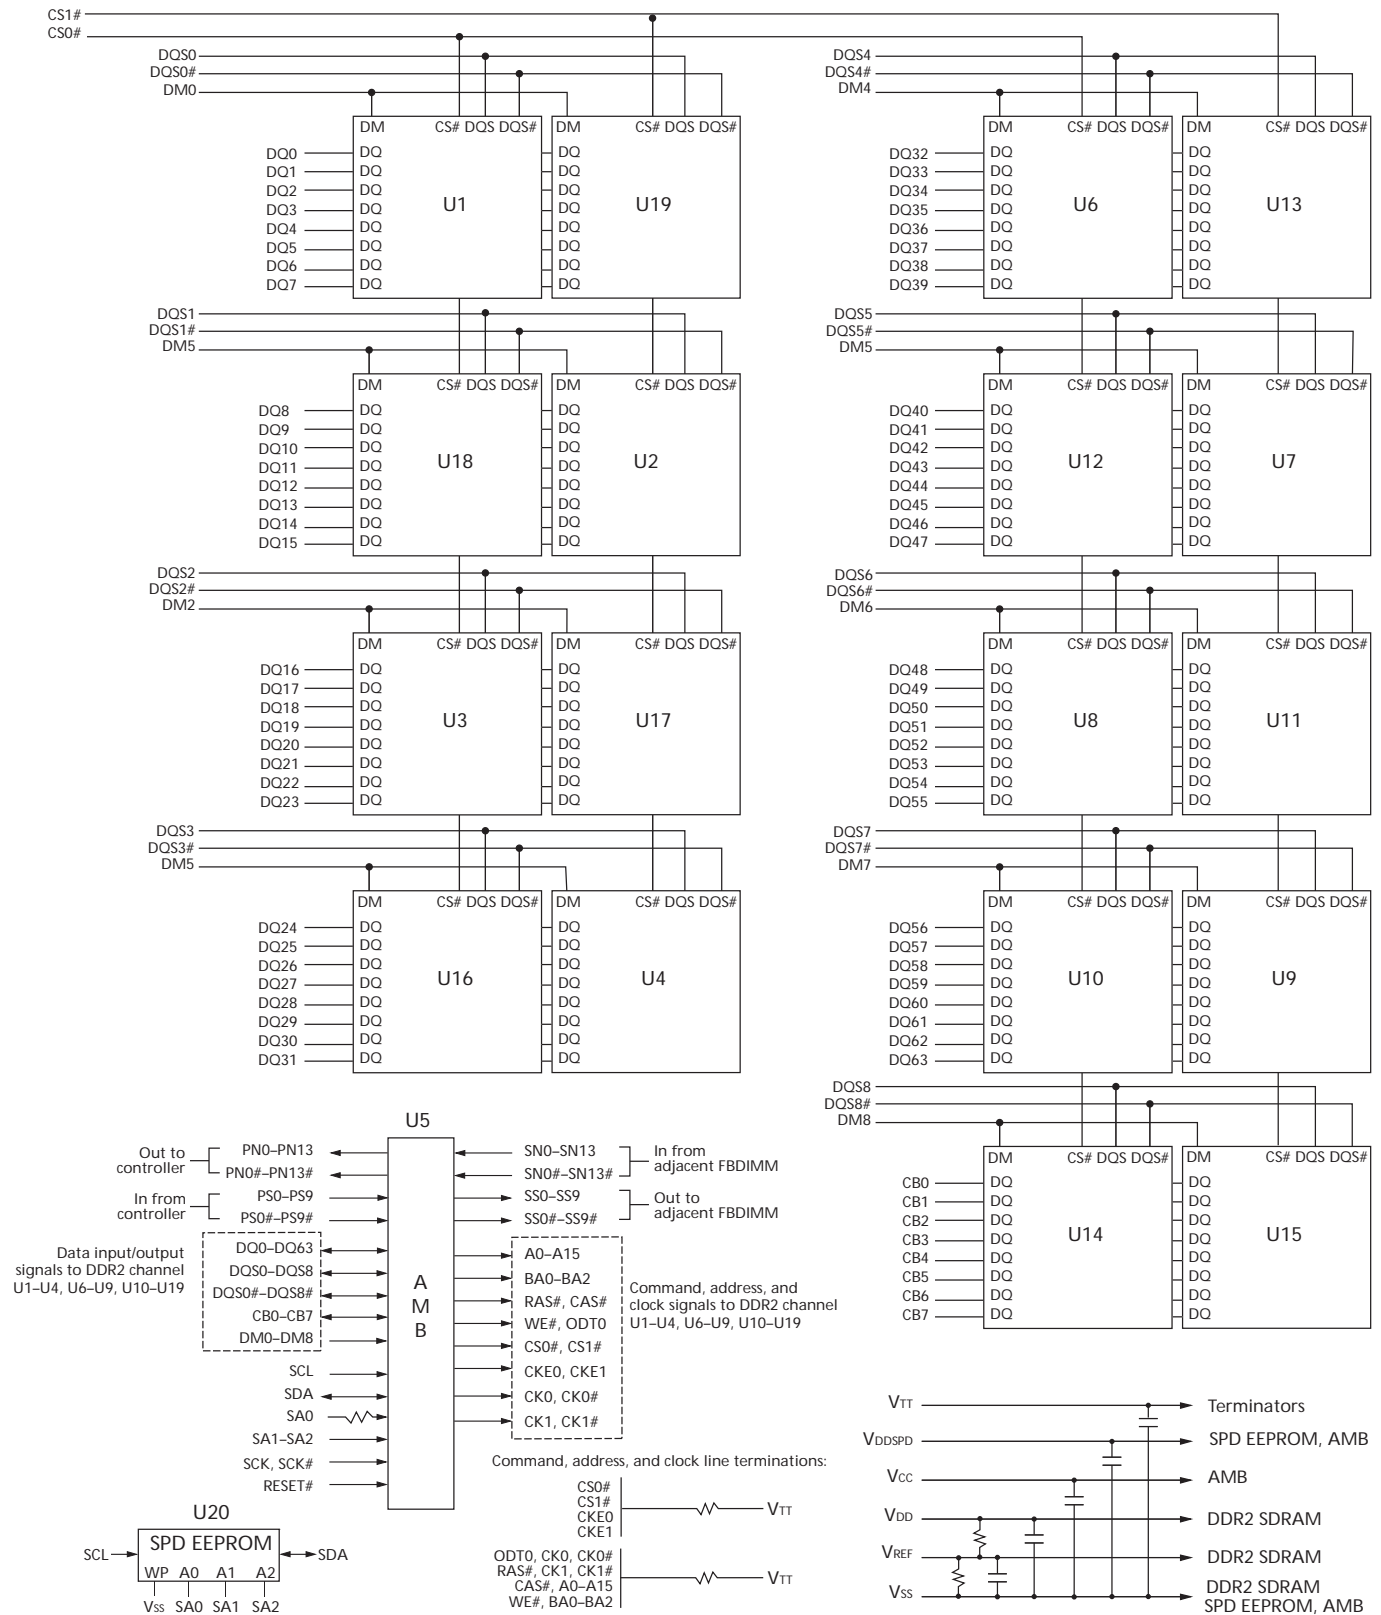 CS1#
CS0#
DQS0
DQS0#
DM0
DM CS# DQS DQS#
DM CS# DQS DQS#
DQ0 DQ DQ
DQ1 DQ DQ
DQ2 DQ DQ
DQ3 DQ DQ
DQ4 DQ DQ
DQ5 DQ DQ
DQ6 DQ DQ
DQ7 DQ DQ
U1 U19
DQS1
DQS1#
DM5
DM CS# DQS DQS#
DM CS# DQS DQS#
DQ8 DQ DQ
DQ9 DQ DQ
DQ10 DQ DQ
DQ11 DQ DQ
DQ12 DQ DQ
DQ13 DQ DQ
DQ14 DQ DQ
DQ15 DQ DQ
U18 U2
DQS2
DQS2#
DM2
DM CS# DQS DQS#
DM CS# DQS DQS#
DQ16 DQ DQ
DQ17 DQ DQ
DQ18 DQ DQ
DQ19 DQ DQ
DQ20 DQ DQ
DQ21 DQ DQ
DQ22 DQ DQ
DQ23 DQ DQ
U3 U17
DQS3
DQS3#
DM5
DM CS# DQS DQS#
DM CS# DQS DQS#
DQ24 DQ DQ
DQ25 DQ DQ
DQ26 DQ DQ
DQ27 DQ DQ
DQ28 DQ DQ
DQ29 DQ DQ
DQ30 DQ DQ
DQ31 DQ DQ
U16 U4
DQS4
DQS4#
DM4
DM CS# DQS DQS#
DM CS# DQS DQS#
DQ32 DQ DQ
DQ33 DQ DQ
DQ34 DQ DQ
DQ35 DQ DQ
DQ36 DQ DQ
DQ37 DQ DQ
DQ38 DQ DQ
DQ39 DQ DQ
U6 U13
DQS5
DQS5#
DM5
DM CS# DQS DQS#
DM CS# DQS DQS#
DQ40 DQ DQ
DQ41 DQ DQ
DQ42 DQ DQ
DQ43 DQ DQ
DQ44 DQ DQ
DQ45 DQ DQ
DQ46 DQ DQ
DQ47 DQ DQ
U12 U7
DQS6
DQS6#
DM6
DM CS# DQS DQS#
DM CS# DQS DQS#
DQ48 DQ DQ
DQ49 DQ DQ
DQ50 DQ DQ
DQ51 DQ DQ
DQ52 DQ DQ
DQ53 DQ DQ
DQ54 DQ DQ
DQ55 DQ DQ
U8 U11
DQS7
DQS7#
DM7
DM CS# DQS DQS#
DM CS# DQS DQS#
DQ56 DQ DQ
DQ57 DQ DQ
DQ58 DQ DQ
DQ59 DQ DQ
DQ60 DQ DQ
DQ61 DQ DQ
DQ62 DQ DQ
DQ63 DQ DQ
U10 U9
DQS8
DQS8#
DM8
DM CS# DQS DQS#
DM CS# DQS DQS#
CB0 DQ DQ
CB1 DQ DQ
CB2 DQ DQ
CB3 DQ DQ
CB4 DQ DQ
CB5 DQ DQ
CB6 DQ DQ
CB7 DQ DQ
U14 U15
U5
A
M
B
Out to
controller
PN0–PN13
PN0#–PN13#
In from
controller
PS0–PS9
PS0#–PS9#
Data input/output
signals to DDR2 channel
U1–U4, U6–U9, U10–U19
DQ0–DQ63
DQS0–DQS8
DQS0#–DQS8#
CB0–CB7
DM0–DM8
SCL
SDA
SA0
SA1–SA2
SCK, SCK#
RESET#
SN0–SN13
SN0#–SN13#
In from
adjacent FBDIMM
SS0–SS9
SS0#–SS9#
Out to
adjacent FBDIMM
A0–A15
BA0–BA2
RAS#, CAS#
WE#, ODT0
CS0#, CS1#
CKE0, CKE1
CK0, CK0#
CK1, CK1#
Command, address, and
clock signals to DDR2 channel
U1–U4, U6–U9, U10–U19
U20
SPD EEPROM
SCL
SDA
WP A0 A1 A2
VSS SA0 SA1 SA2
Command, address, and clock line terminations:
CS0#
CS1#
CKE0
CKE1
VTT
ODT0, CK0, CK0#
RAS#, CK1, CK1#
CAS#, A0–A15
WE#, BA0–BA2
VTT
VTT Terminators
VDDSPD SPD EEPROM, AMB
VCC AMB
VDD DDR2 SDRAM
VREF DDR2 SDRAM
VSS DDR2 SDRAM
SPD EEPROM, AMB